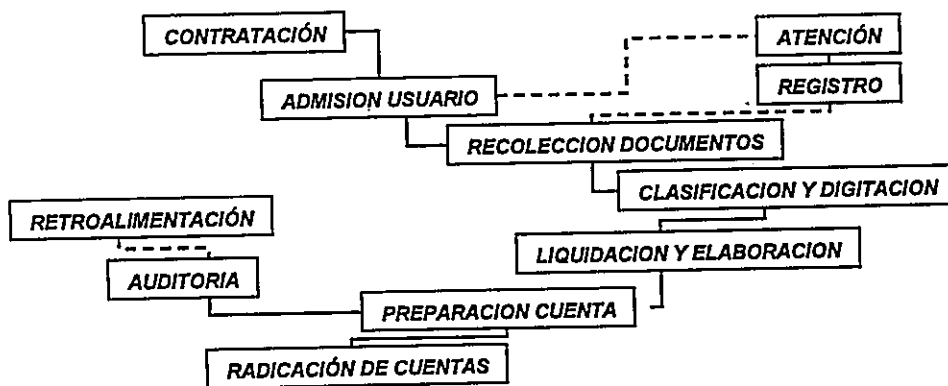 CONTRATACIÓN
ATENCIÓN
REGISTRO
ADMISION USUARIO
RECOLECCION DOCUMENTOS
CLASIFICACION Y DIGITACION
RETROALIMENTACIÓN
LIQUIDACION Y ELABORACION
AUDITORIA
PREPARACION CUENTA
RADICACIÓN DE CUENTAS